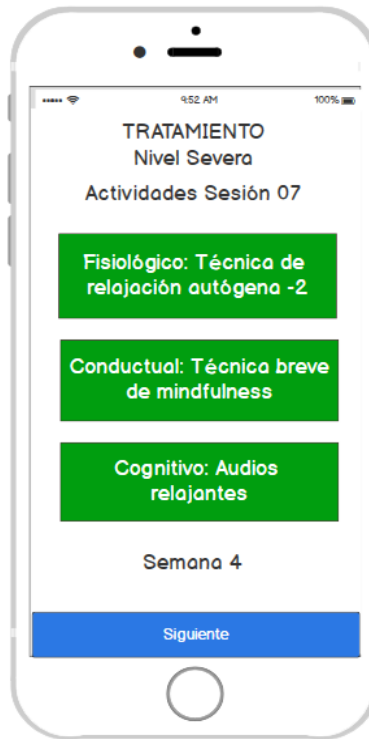 9:52 AM 100%
TRATAMIENTO
Nivel Severa
Actividades Sesión 07
Fisiológico: Técnica de
relajación autógena -2
Conductual: Técnica breve
de mindfulness
Cognitivo: Audios
relajantes
Semana 4
Siguiente